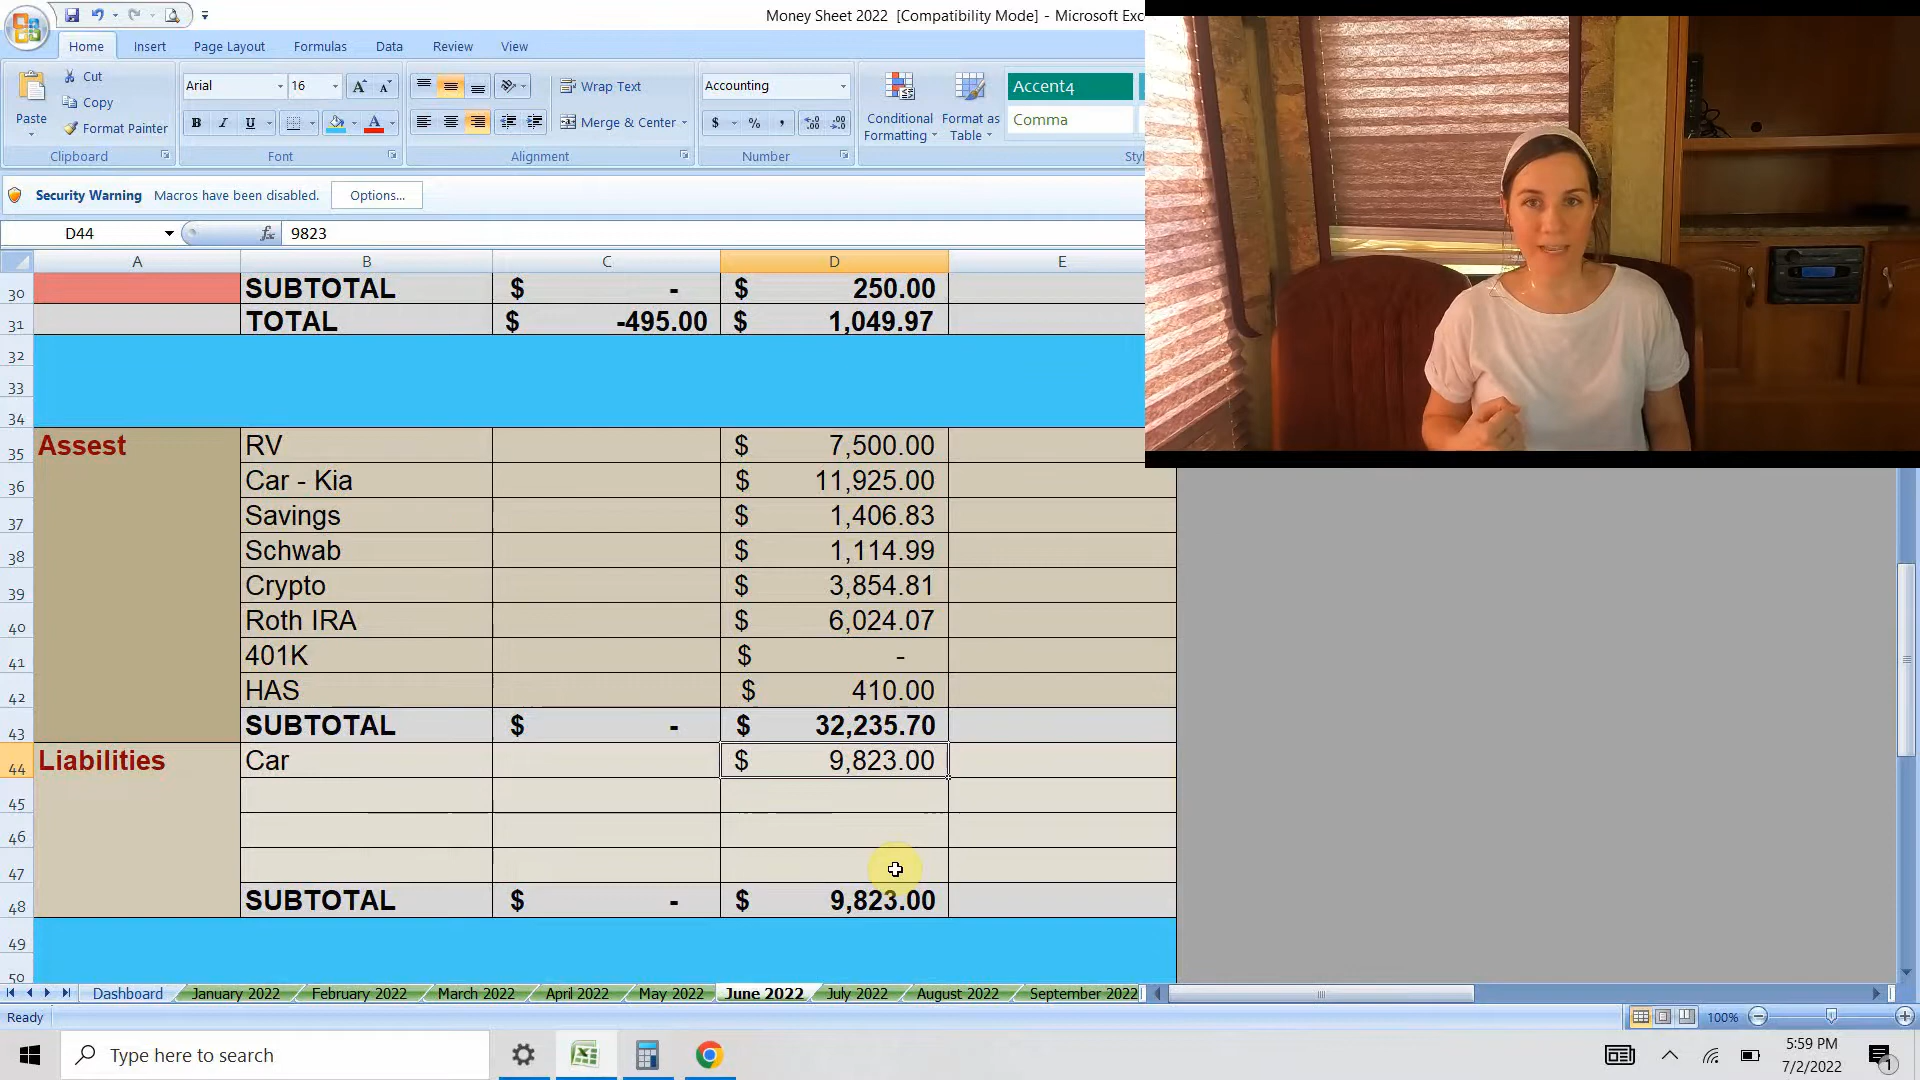 Money Sheet 2022 [Compatibility Mode] - Microsoft Exc
Home Insert Page Layout Formulas Data Review View
Paste
Cut
Copy
Format Painter
Clipboard
Arial 16
B I U
Font
Wrap Text
Merge & Center
Alignment
Accounting
$ % ,
Number
Conditional Formatting
Format as Table
Accent4
Comma
Styl
Security Warning Macros have been disabled. Options...
D44 fx 9823
A B C D E
30 SUBTOTAL $ - $ 250.00
31 TOTAL $ -495.00 $ 1,049.97
32
33
34
35 Assest RV $ 7,500.00
36 Car - Kia $ 11,925.00
37 Savings $ 1,406.83
38 Schwab $ 1,114.99
39 Crypto $ 3,854.81
40 Roth IRA $ 6,024.07
41 401K $ -
42 HAS $ 410.00
43 SUBTOTAL $ - $ 32,235.70
44 Liabilities Car $ 9,823.00
45
46
47
48 SUBTOTAL $ - $ 9,823.00
49
50
Dashboard January 2022 February 2022 March 2022 April 2022 May 2022 June 2022 July 2022 August 2022 September 2022
Ready 100%
Type here to search
5:59 PM
7/2/2022
1